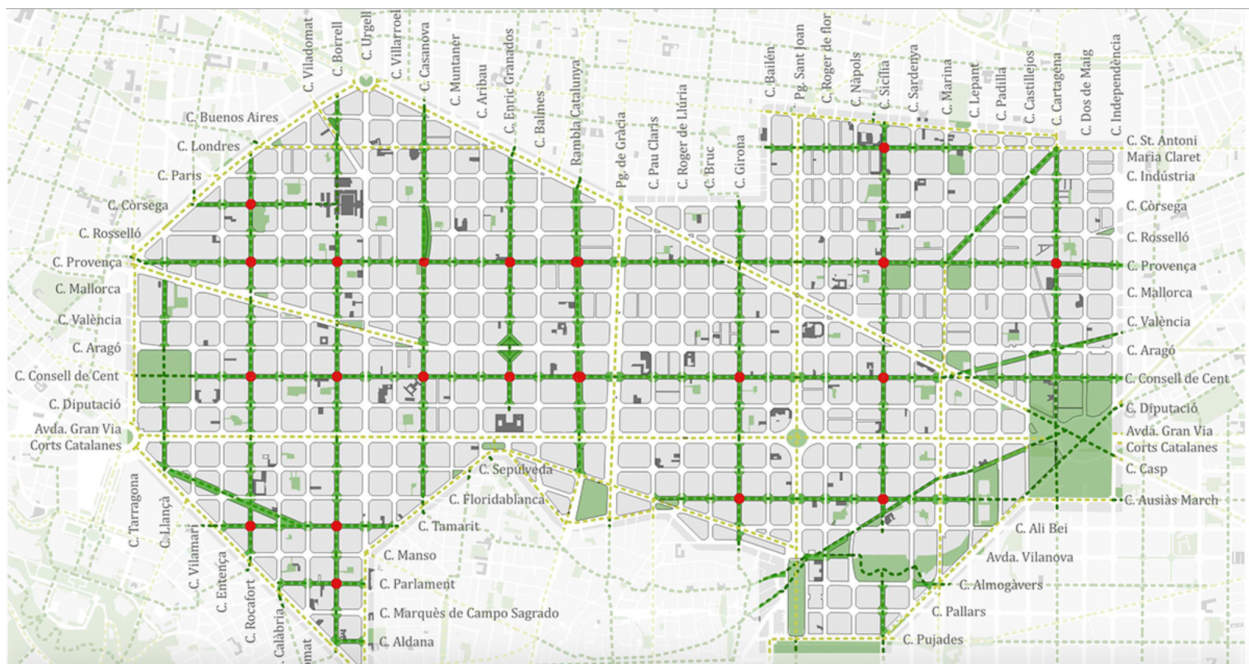 C. Viladomat
C. Borrell
C. Urgell
C. Villarroel
C. Casanova
C. Muntaner
C. Aribau
C. Enric Granados
C. Balmes
Rambla Catalunya
Pg. de Gràcia
C. Pau Claris
C. Roger de Llúria
C. Bruc
C. Girona
C. Bailén
Pg. Sant Joan
C. Roger de flor
C. Nàpols
C. Sicília
C. Sardenya
C. Marina
C. Lepant
C. Padilla
C. Castillejos
C. Cartagena
C. Dos de Maig
C. Independència
C. Buenos Aires
C. Londres
C. Paris
C. Còrsega
C. Rosselló
C. Provença
C. Mallorca
C. València
C. Aragó
C. Consell de Cent
C. Diputació
Avda. Gran Via
Corts Catalanes
C. St. Antoni
Maria Claret
C. Indústria
C. Còrsega
C. Rosselló
C. Provença
C. Mallorca
C. València
C. Aragó
C. Consell de Cent
C. Diputació
Avda. Gran Via
Corts Catalanes
C. Casp
C. Ausiàs March
C. Tarragona
C. Llançà
C. Vilamarí
C. Entença
C. Rocafort
C. Calàbria
omat
C. Sepúlveda
C. Floridablanca
C. Tamarit
C. Manso
C. Parlament
C. Marquès de Campo Sagrado
C. Aldana
C. Ali Bei
Avda. Vilanova
C. Almogàvers
C. Pallars
C. Pujades